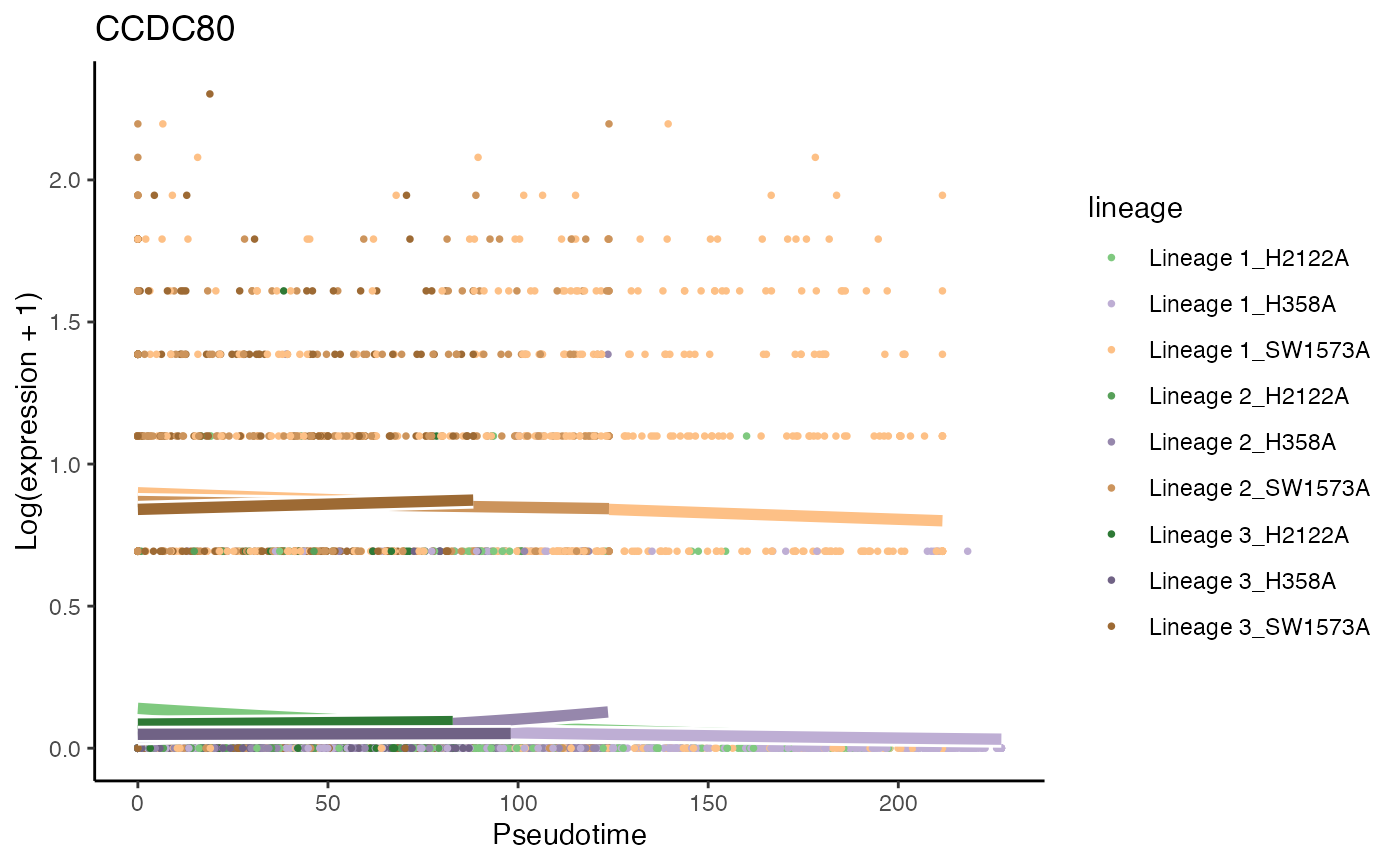 CCDC80
Log(expression + 1)
2.0
1.5
1.0
0.5
0.0
0
50
100
150
200
Pseudotime
lineage
Lineage 1_H2122A
Lineage 1_H358A
Lineage 1_SW1573A
Lineage 2_H2122A
Lineage 2_H358A
Lineage 2_SW1573A
Lineage 3_H2122A
Lineage 3_H358A
Lineage 3_SW1573A